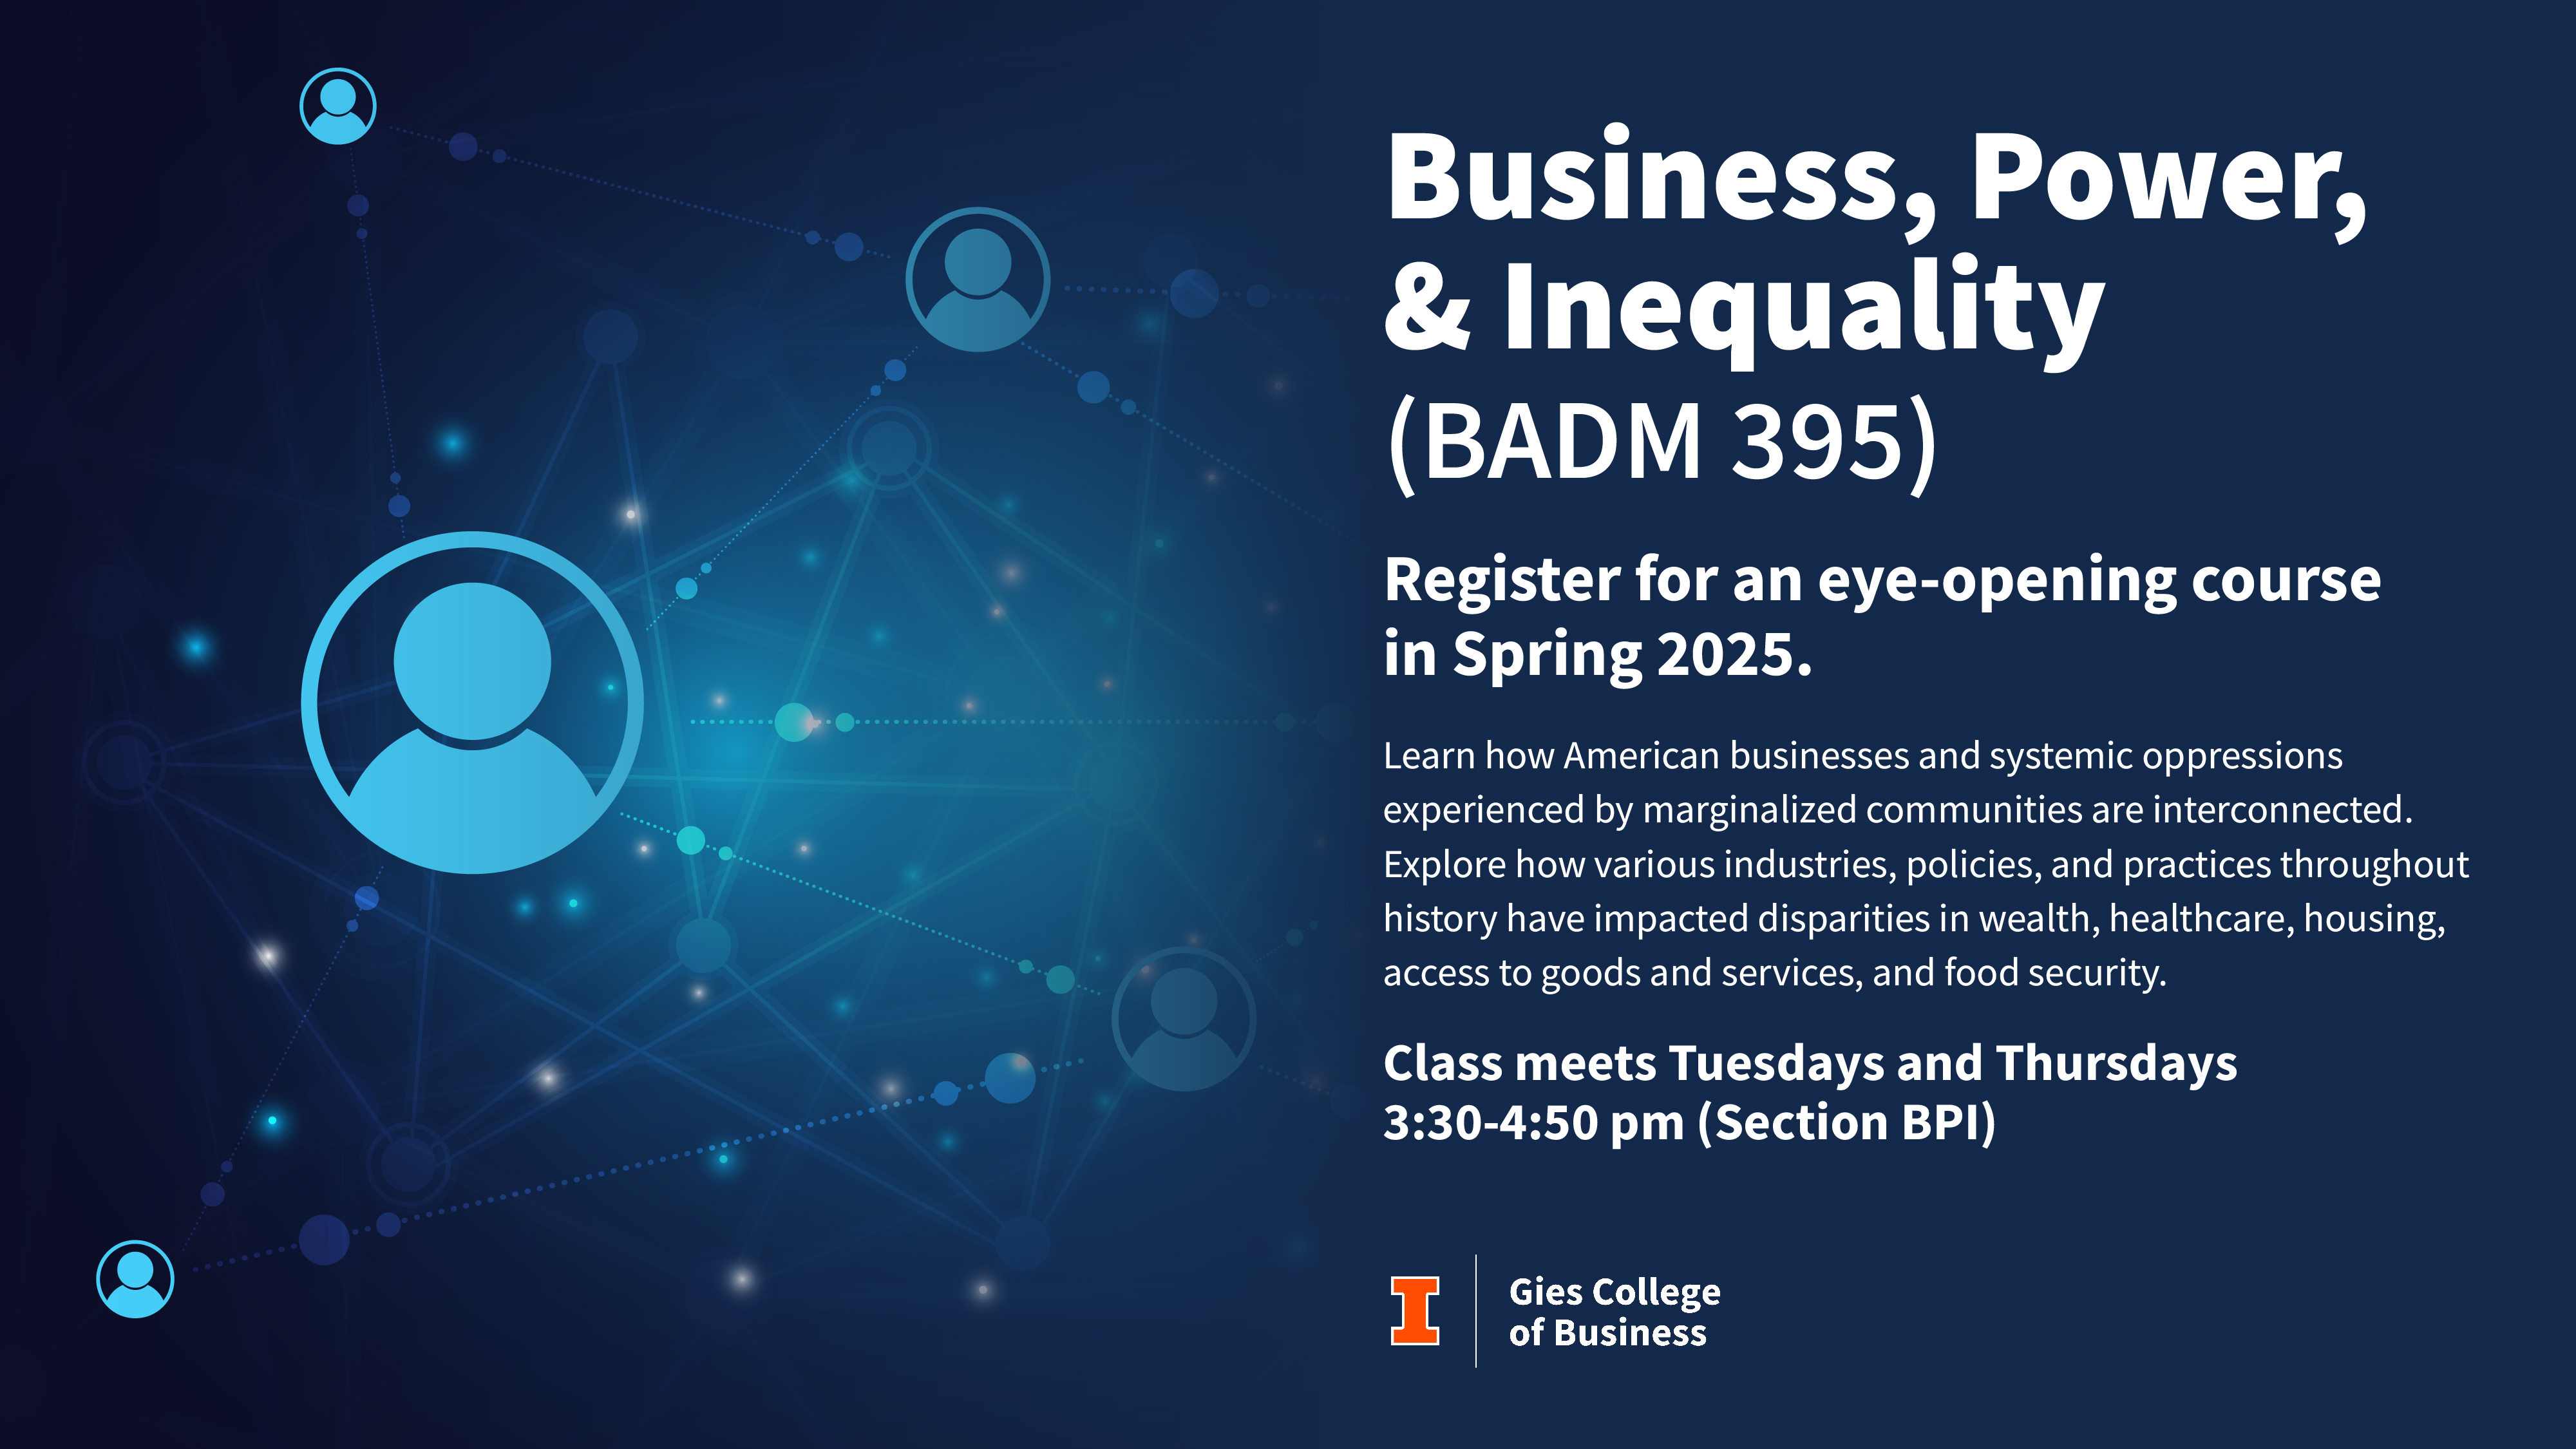 Business, Power,
& Inequality
(BADM 395)
Register for an eye-opening course
in Spring 2025.
Learn how American businesses and systemic oppressions
experienced by marginalized communities are interconnected.
Explore how various industries, policies, and practices throughout
history have impacted disparities in wealth, healthcare, housing,
access to goods and services, and food security.
Class meets Tuesdays and Thursdays
3:30-4:50 pm (Section BPI)
I
Gies College
of Business